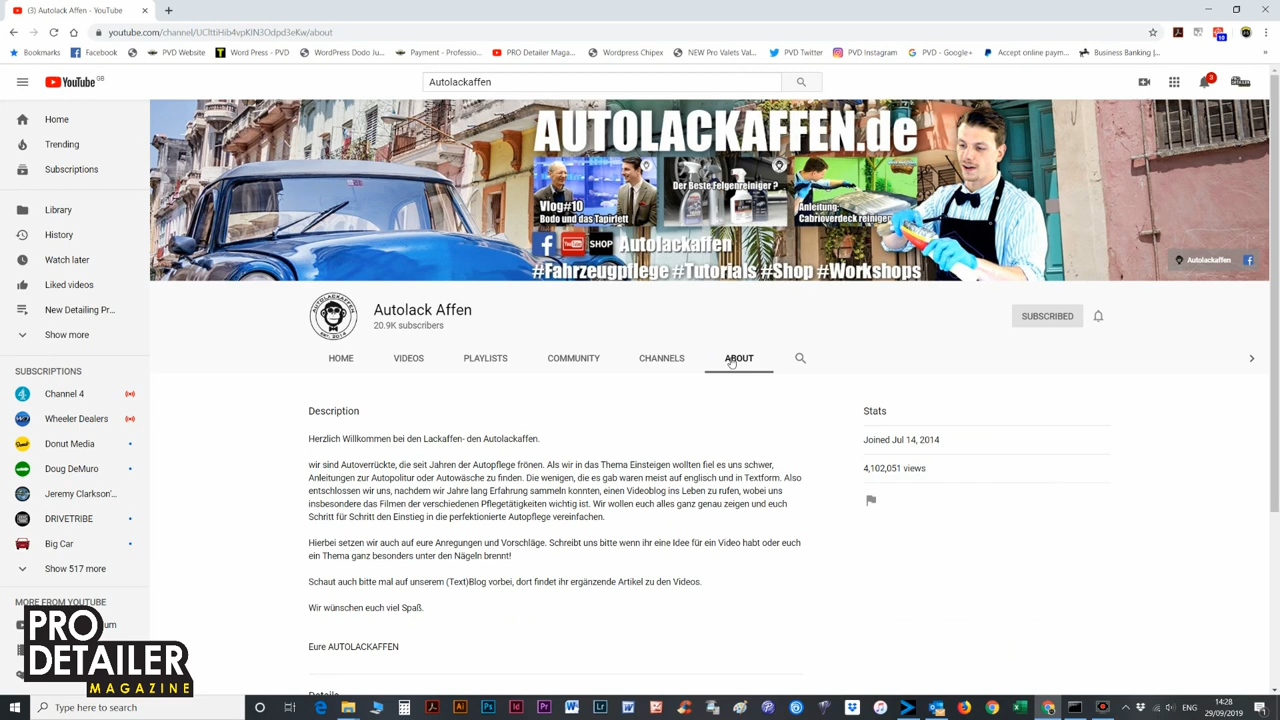 (3) Autolack Affen - YouTube
youtube.com/channel/UClttiHib4vpKJN3Odpd3eKw/about
Bookmarks
Facebook
PVD Website
Word Press - PVD
WordPress Dodo Ju...
Payment - Professio...
PRO Detailer Maga...
Wordpress Chipex
NEW Pro Valets Val...
PVD Twitter
PVD Instagram
PVD - Google+
Accept online paym...
Business Banking |...
YouTube GB
Autolackaffen
3
Home
Trending
Subscriptions
Library
History
Watch later
Liked videos
New Detailing Pr...
Show more
SUBSCRIPTIONS
Channel 4
Wheeler Dealers
Donut Media
Doug DeMuro
Jeremy Clarkson'...
DRIVETRIBE
Big Car
Show 517 more
MORE FROM YOUTUBE
AUTOLACKAFFEN.de
Vlog#10
Bodo und das Tapirfett
Der Beste Felgenreiniger ?
Anleitung:
Cabrioverdeck reinigen
You Tube SHOP Autolackaffen
#Fahrzeugpflege #Tutorials #Shop #Workshops
Autolackaffen
AUTOLACKAFFEN
EST. 2014
Autolack Affen
20.9K subscribers
SUBSCRIBED
HOME
VIDEOS
PLAYLISTS
COMMUNITY
CHANNELS
ABOUT
Description
Herzlich Willkommen bei den Lackaffen- den Autolackaffen.
wir sind Autoverrückte, die seit Jahren der Autopflege frönen. Als wir in das Thema Einsteigen wollten fiel es uns schwer,
Anleitungen zur Autopolitur oder Autowäsche zu finden. Die wenigen, die es gab waren meist auf englisch und in Textform. Also
entschlossen wir uns, nachdem wir Jahre lang Erfahrung sammeln konnten, einen Videoblog ins Leben zu rufen, wobei uns
insbesondere das Filmen der verschiedenen Pflegetätigkeiten wichtig ist. Wir wollen euch alles ganz genau zeigen und euch
Schritt für Schritt den Einstieg in die perfektionierte Autopflege vereinfachen.
Hierbei setzen wir auch auf eure Anregungen und Vorschläge. Schreibt uns bitte wenn ihr eine Idee für ein Video habt oder euch
ein Thema ganz besonders unter den Nägeln brennt!
Schaut auch bitte mal auf unserem (Text)Blog vorbei, dort findet ihr ergänzende Artikel zu den Videos.
Wir wünschen euch viel Spaß.
Eure AUTOLACKAFFEN
Details
Stats
Joined Jul 14, 2014
4,102,051 views
PRO
DETAILER
MAGAZINE
Type here to search
ENG
14:28
29/09/2019